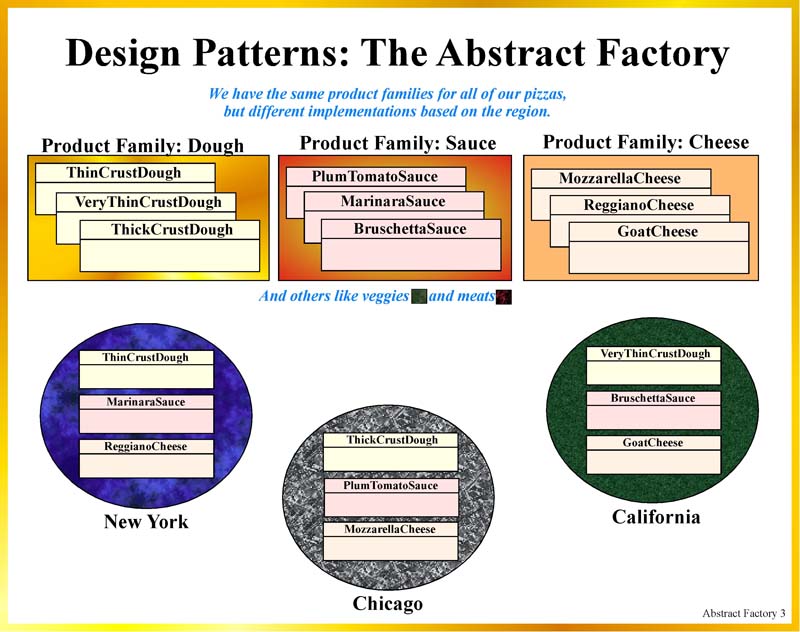 Design Patterns: The Abstract Factory
We have the same product families for all of our pizzas,
but different implementations based on the region.
Product Family: Dough
ThinCrustDough
VeryThinCrustDough
ThickCrustDough
Product Family: Sauce
PlumTomatoSauce
MarinaraSauce
BruschettaSauce
Product Family: Cheese
MozzarellaCheese
ReggianoCheese
GoatCheese
And others like veggies and meats
ThinCrustDough
MarinaraSauce
ReggianoCheese
New York
ThickCrustDough
PlumTomatoSauce
MozzarellaCheese
Chicago
VeryThinCrustDough
BruschettaSauce
GoatCheese
California
Abstract Factory 3